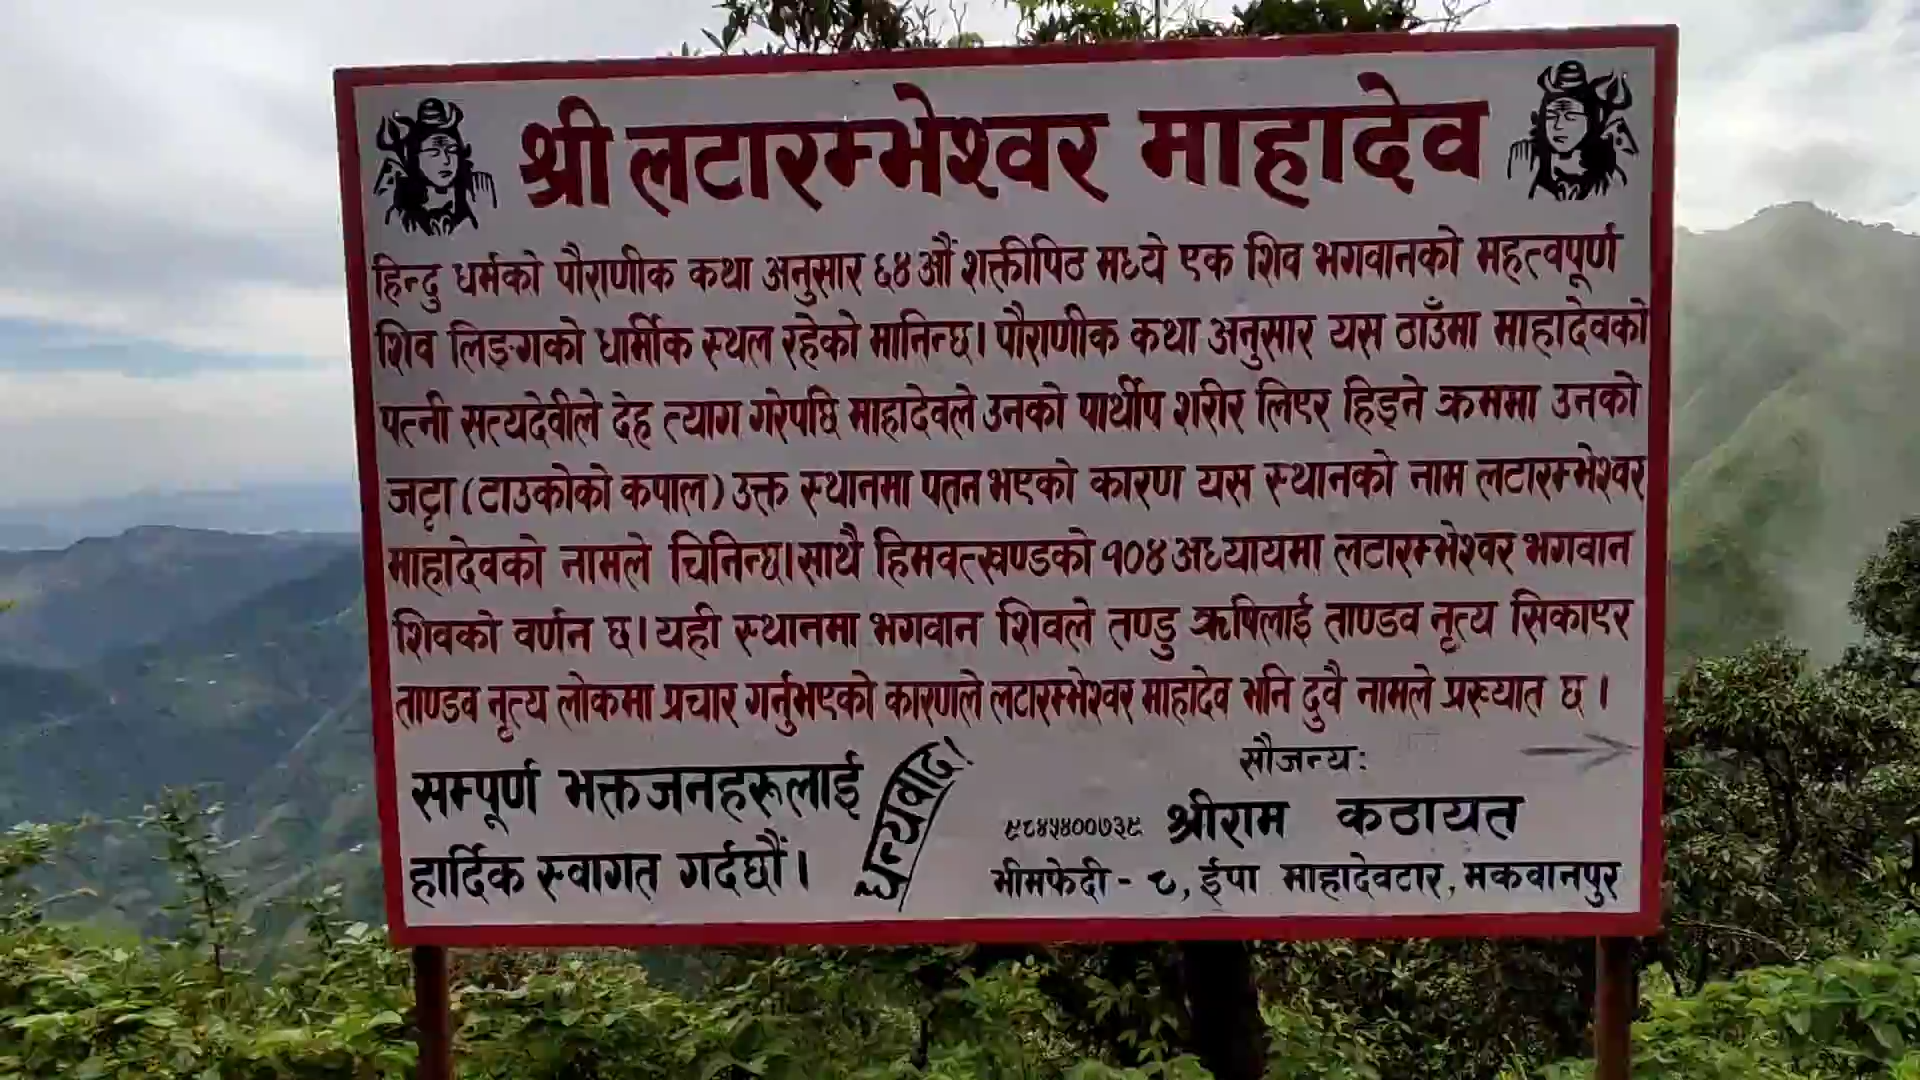 श्री लटारम्भेश्वर माहादेव
हिन्दु धर्मको पौराणीक कथा अनुसार ६४ औं शक्तीपिठ मध्ये एक शिव भगवानको महत्वपूर्ण
शिव लिङ्गको धार्मीक स्थल रहेको मानिन्छ। पौराणीक कथा अनुसार यस ठाउँमा माहादेवको
पत्नी सत्यदेवीले देह त्याग गरेपछि माहादेवले उनको पार्थीप शरीर लिएर हिड्ने क्रममा उनको
जट्टा (टाउकोको कपाल) उक्त स्थानमा पतन भएको कारण यस स्थानको नाम लटारम्भेश्वर
माहादेवको नामले चिनिन्छ। साथै हिमवत्खण्डको १०४ अध्यायमा लटारम्भेश्वर भगवान
शिवको वर्णन छ। यही स्थानमा भगवान शिवले तण्डु ऋषिलाई ताण्डव नृत्य सिकाएर
ताण्डव नृत्य लोकमा प्रचार गर्नुभएको कारणले लटारम्भेश्वर माहादेव भनि दुवै नामले प्रख्यात छ ।
सम्पूर्ण भक्तजनहरूलाई
हार्दिक स्वागत गर्दछौं।
धन्यवाद!
सौजन्य:
९८४५४००७३९ श्रीराम कठायत
भीमफेदी - ८, ईपा माहादेवटार, मकवानपुर